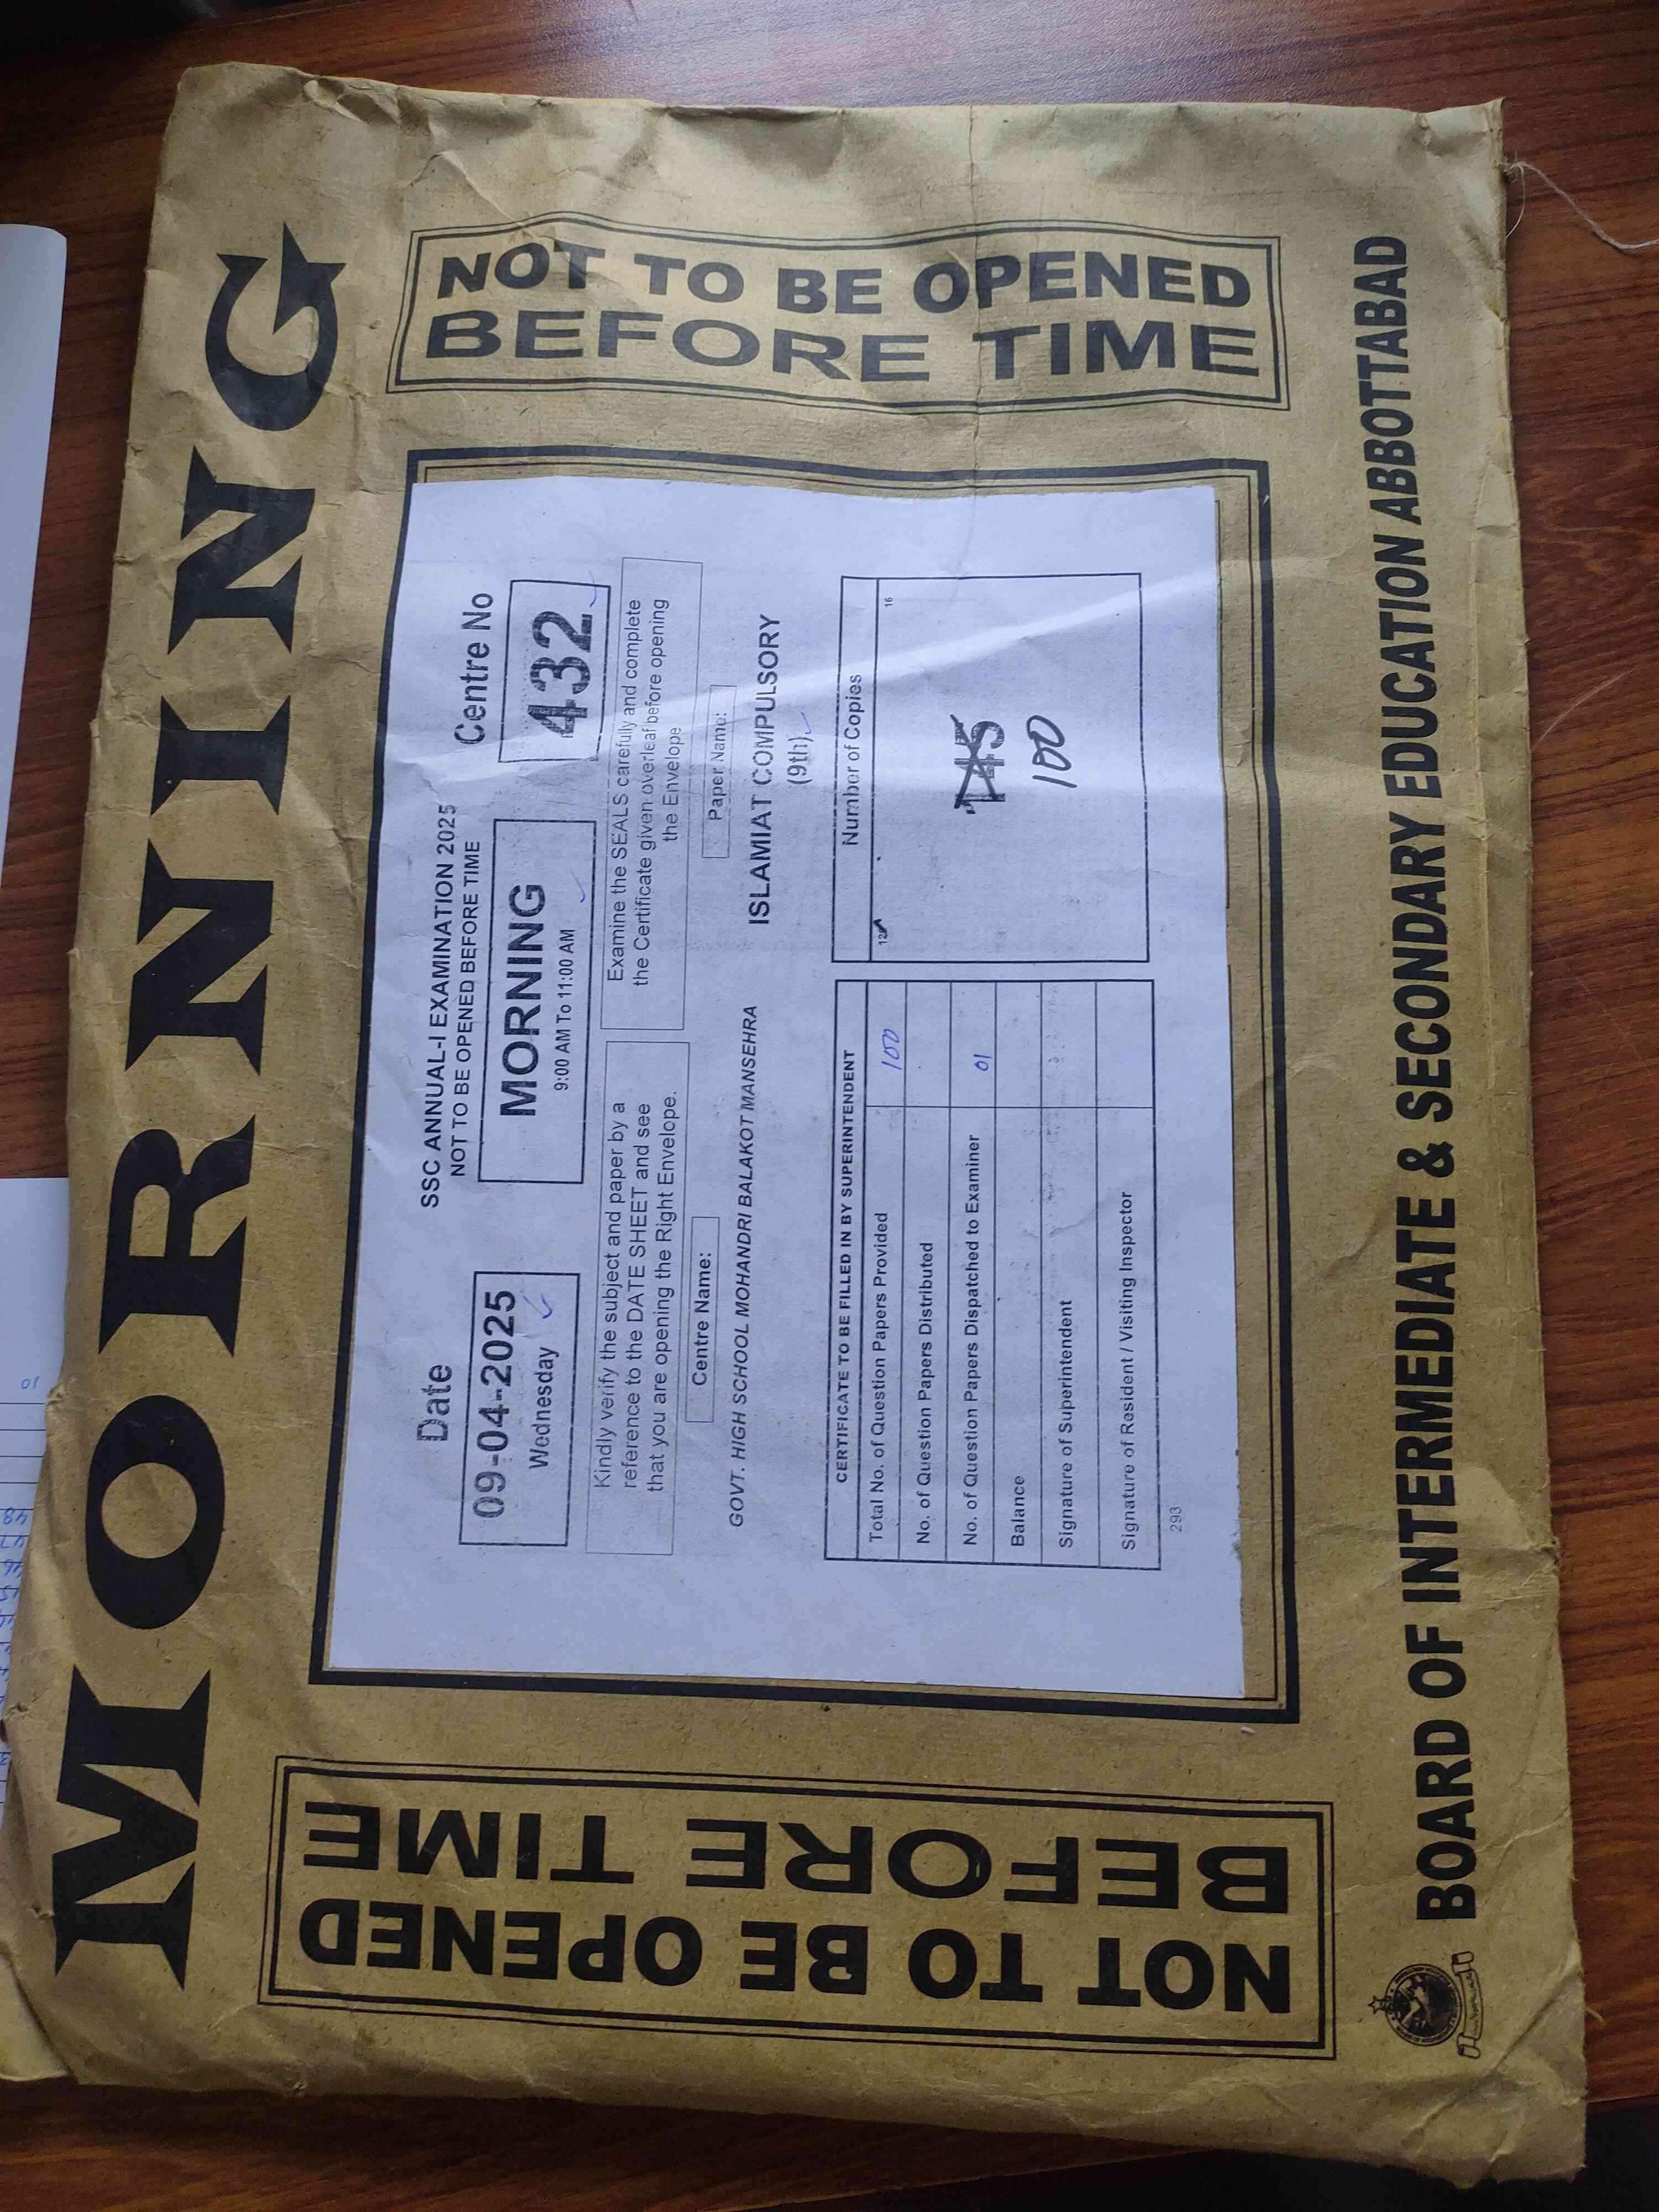 MORNING
NOT TO BE OPENED
BEFORE TIME
SSC ANNUAL-I EXAMINATION 2025
NOT TO BE OPENED BEFORE TIME
Date
09-04-2025
Wednesday
MORNING
9:00 AM To 11:00 AM
Centre No
432
Kindly verify the subject and paper by a
reference to the DATE SHEET and see
that you are opening the Right Envelope.
Examine the SEALS carefully and complete
the Certificate given overleaf before opening
the Envelope
Centre Name:
GOVT. HIGH SCHOOL MOHANDRI BALAKOT MANSEHRA
Paper Name:
ISLAMIAT COMPULSORY
(9th)
CERTIFICATE TO BE FILLED IN BY SUPERINTENDENT
Total No. of Question Papers Provided 100
No. of Question Papers Distributed
No. of Question Papers Dispatched to Examiner 01
Balance
Signature of Superintendent
Signature of Resident / Visiting Inspector
293
Number of Copies
16
100
NOT TO BE OPENED
BEFORE TIME
BOARD OF INTERMEDIATE & SECONDARY EDUCATION ABBOTTABAD